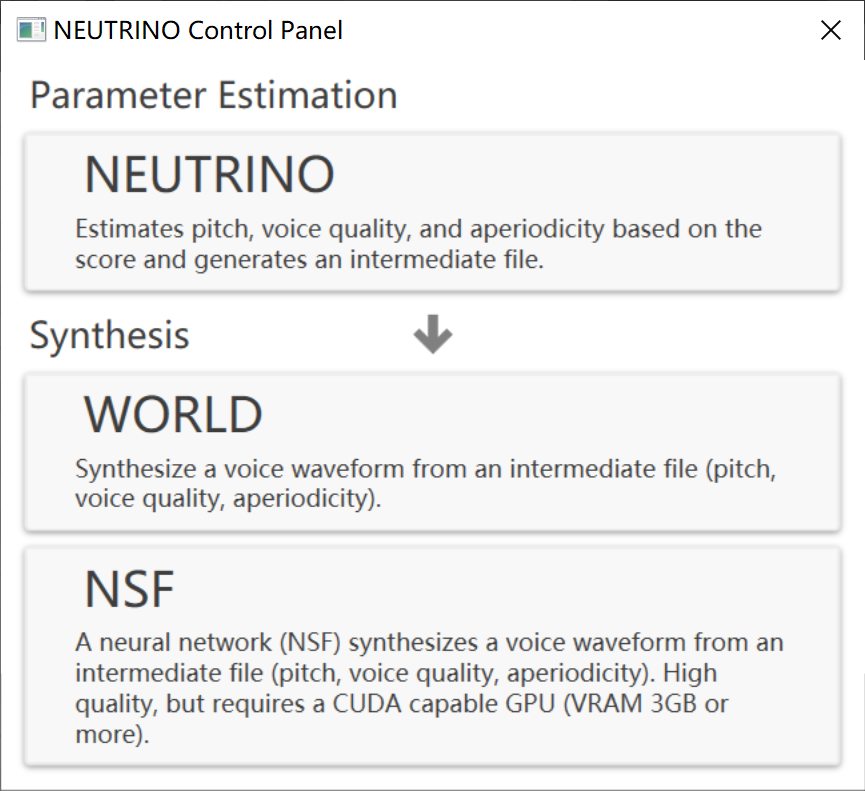 NEUTRINO Control Panel
Parameter Estimation
NEUTRINO
Estimates pitch, voice quality, and aperiodicity based on the
score and generates an intermediate file.
Synthesis
WORLD
Synthesize a voice waveform from an intermediate file (pitch,
voice quality, aperiodicity).
NSF
A neural network (NSF) synthesizes a voice waveform from an
intermediate file (pitch, voice quality, aperiodicity). High
quality, but requires a CUDA capable GPU (VRAM 3GB or
more).